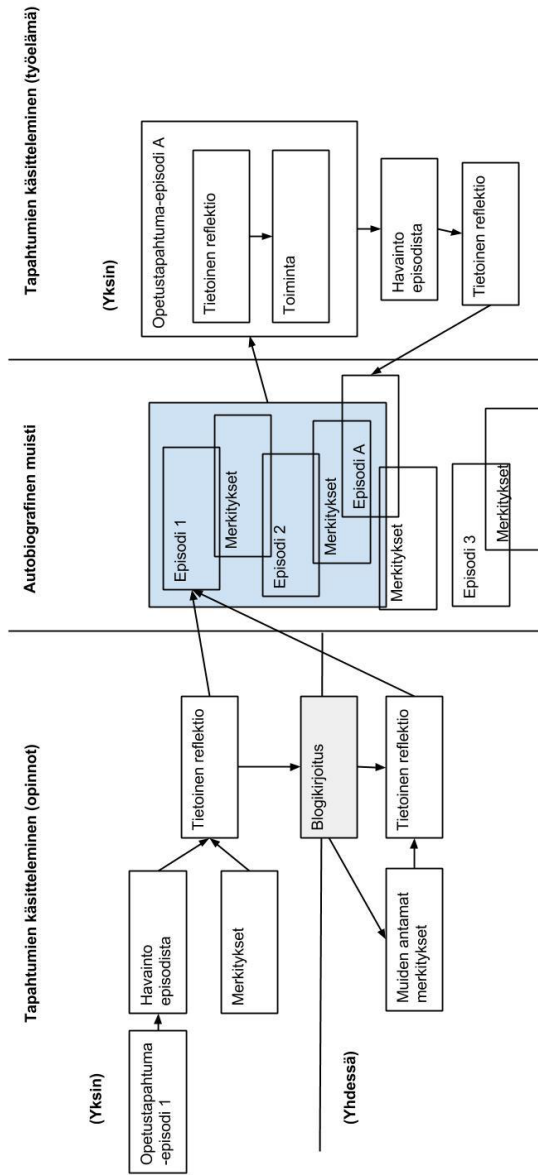 Tapahtumien käsitteleminen (opinnot)
(Yksin)
Opetustapahtuma
-episodi 1
Havainto
episodista
Merkitykset
Tietoinen reflektio
Blogikirjoitus
(Yhdessä)
Muiden antamat
merkitykset
Tietoinen reflektio
Autobiografinen muisti
Episodi 1
Merkitykset
Episodi 2
Merkitykset
Episodi A
Merkitykset
Episodi 3
Merkitykset
Tapahtumien käsitteleminen (työelämä)
(Yksin)
Opetustapahtuma-episodi A
Tietoinen reflektio
Toiminta
Havainto
episodista
Tietoinen reflektio